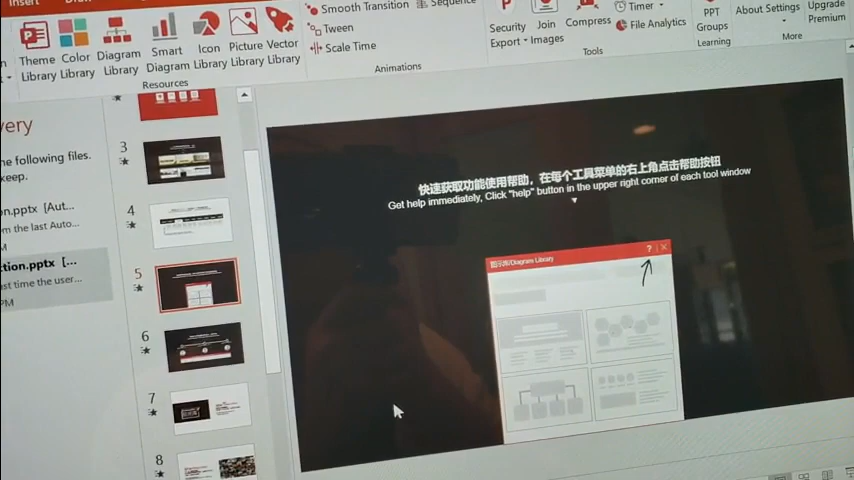 Insert
Theme Library
Color Library
Diagram Library
Smart Diagram
Icon Library
Picture Library
Vector Library
Resources
Smooth Transition
Tween
Scale Time
Animations
Security Export
Join Images
Compress
Timer
File Analytics
Tools
PPT Groups
Learning
About
Settings
Upgrade Premium
More
very
he following files.
keep.
on.pptx [Aut...
om the last Auto...
M
ction.pptx [...
st time the user...
PM
3
4
5
6
7
8
快速获取功能使用帮助，在每个工具菜单的右上角点击帮助按钮
Get help immediately, Click "help" button in the upper right corner of each tool window
图示库/Diagram Library
? | ×